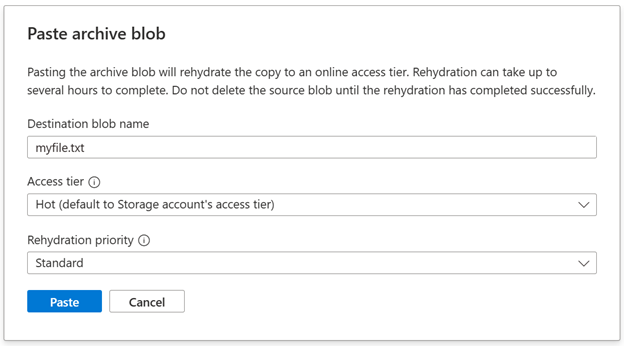 Paste archive blob
Pasting the archive blob will rehydrate the copy to an online access tier. Rehydration can take up to
several hours to complete. Do not delete the source blob until the rehydration has completed successfully.
Destination blob name
myfile.txt
Access tier
Hot (default to Storage account's access tier)
Rehydration priority
Standard
Paste Cancel